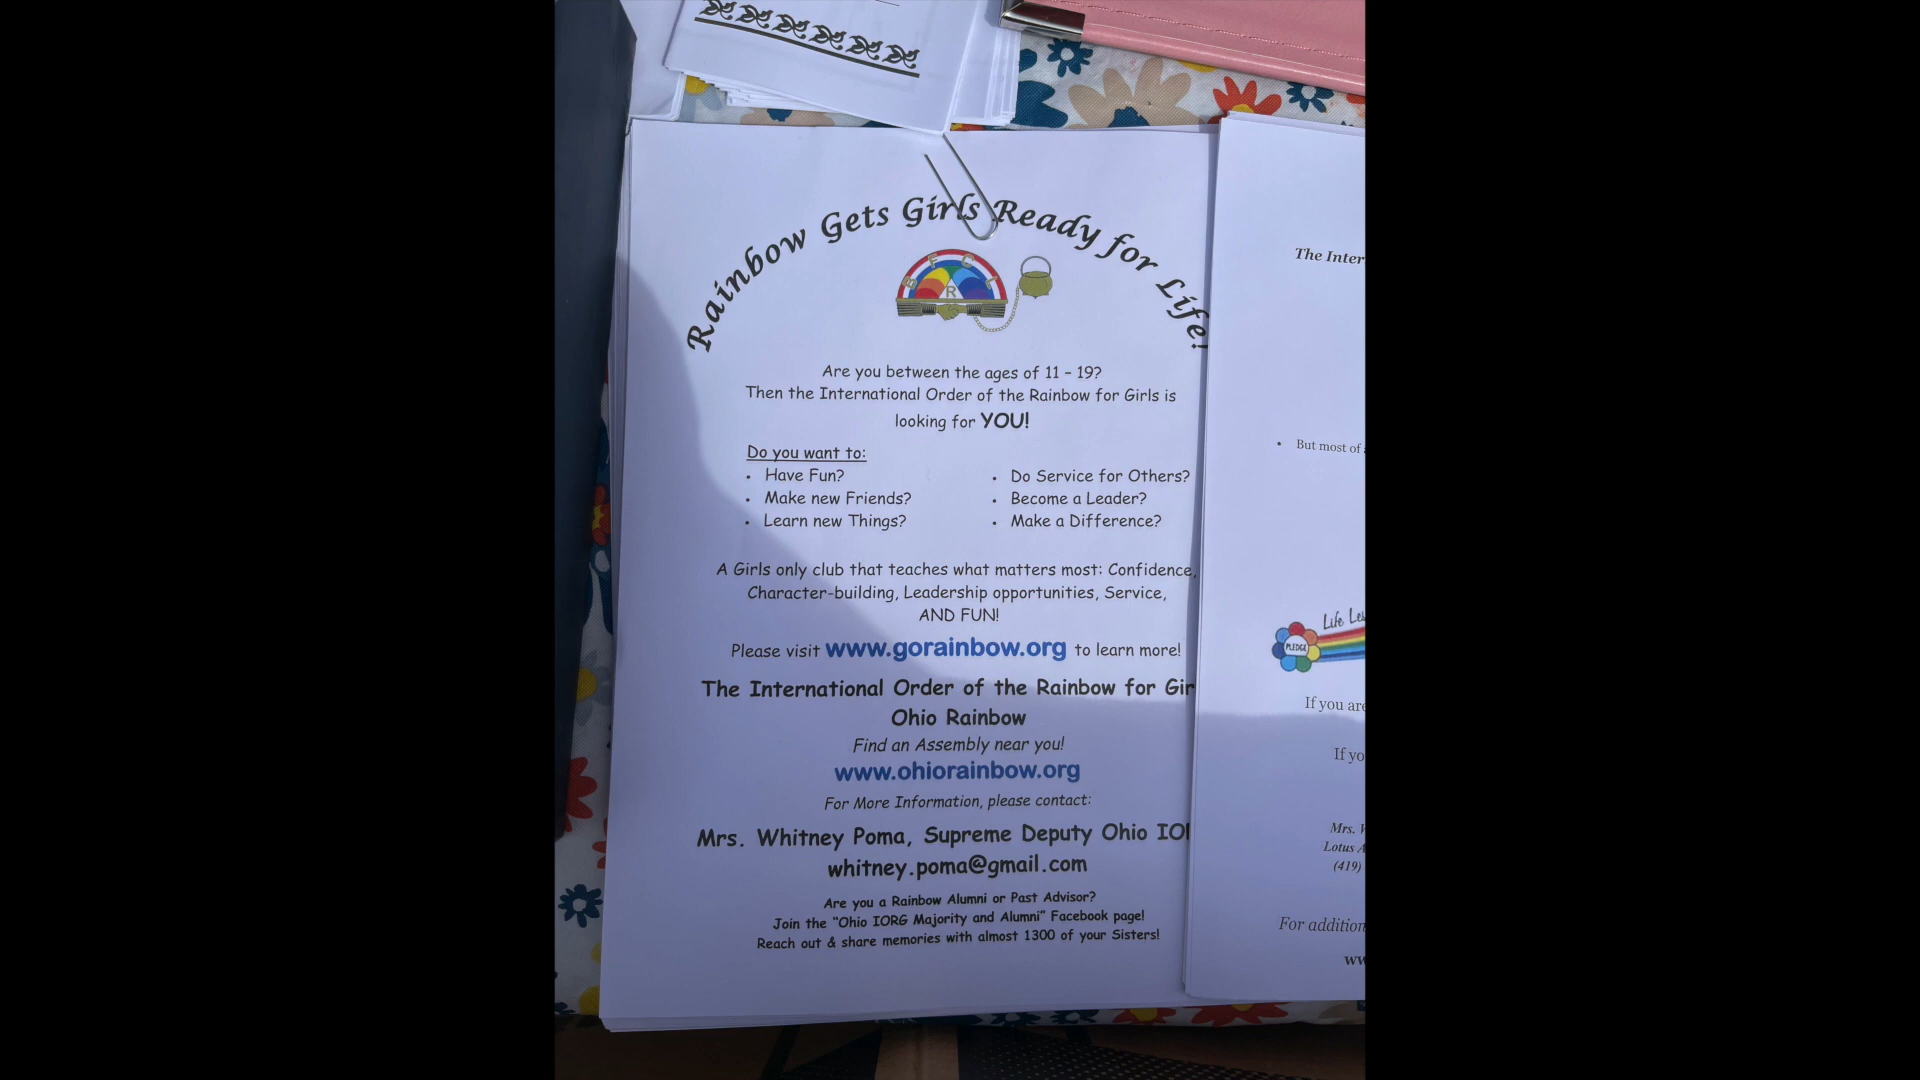 Rainbow Gets Girls Ready for Life!
B F C L
R
Are you between the ages of 11 – 19?
Then the International Order of the Rainbow for Girls is
looking for YOU!
Do you want to:
• Have Fun?
• Make new Friends?
• Learn new Things?
• Do Service for Others?
• Become a Leader?
• Make a Difference?
A Girls only club that teaches what matters most: Confidence,
Character-building, Leadership opportunities, Service,
AND FUN!
Please visit www.gorainbow.org to learn more!
The International Order of the Rainbow for Gir
Ohio Rainbow
Find an Assembly near you!
www.ohiorainbow.org
For More Information, please contact:
Mrs. Whitney Poma, Supreme Deputy Ohio IO
whitney.poma@gmail.com
Are you a Rainbow Alumni or Past Advisor?
Join the “Ohio IORG Majority and Alumni” Facebook page!
Reach out & share memories with almost 1300 of your Sisters!
The Inter
• But most of
Life Les
PLEDGE
If you are
If yo
Mrs.
Lotus A
(419)
For addition
ww